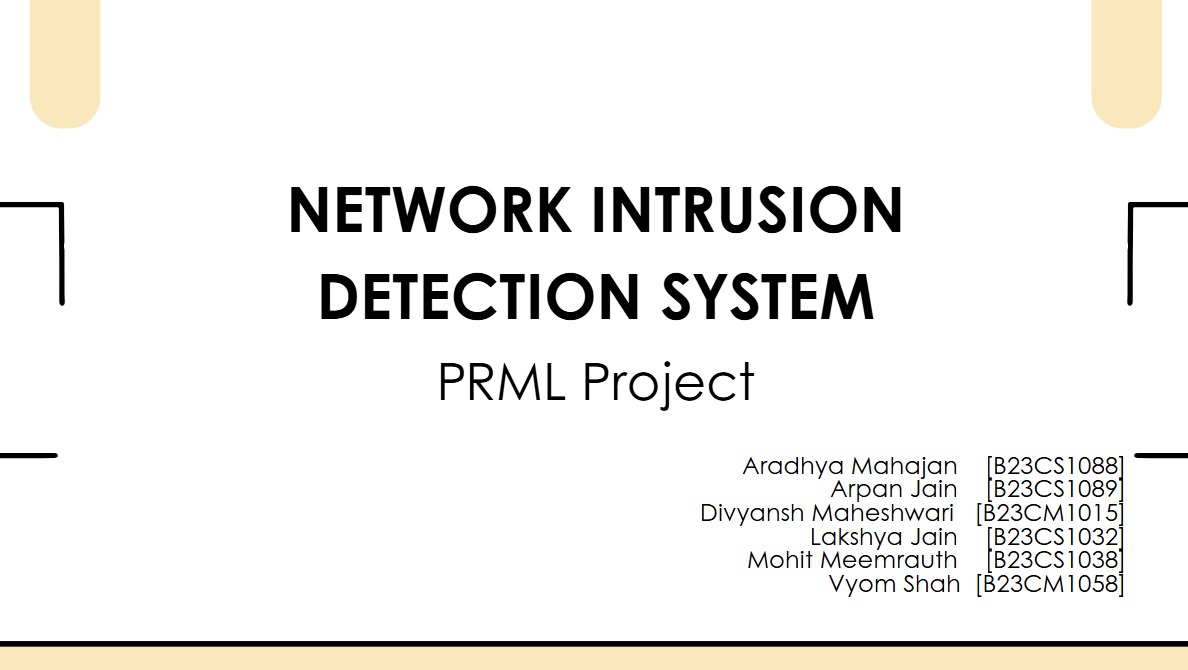 NETWORK INTRUSION
DETECTION SYSTEM
PRML Project
Aradhya Mahajan [B23CS1088]
Arpan Jain [B23CS1089]
Divyansh Maheshwari [B23CM1015]
Lakshya Jain [B23CS1032]
Mohit Meemrauth [B23CS1038]
Vyom Shah [B23CM1058]